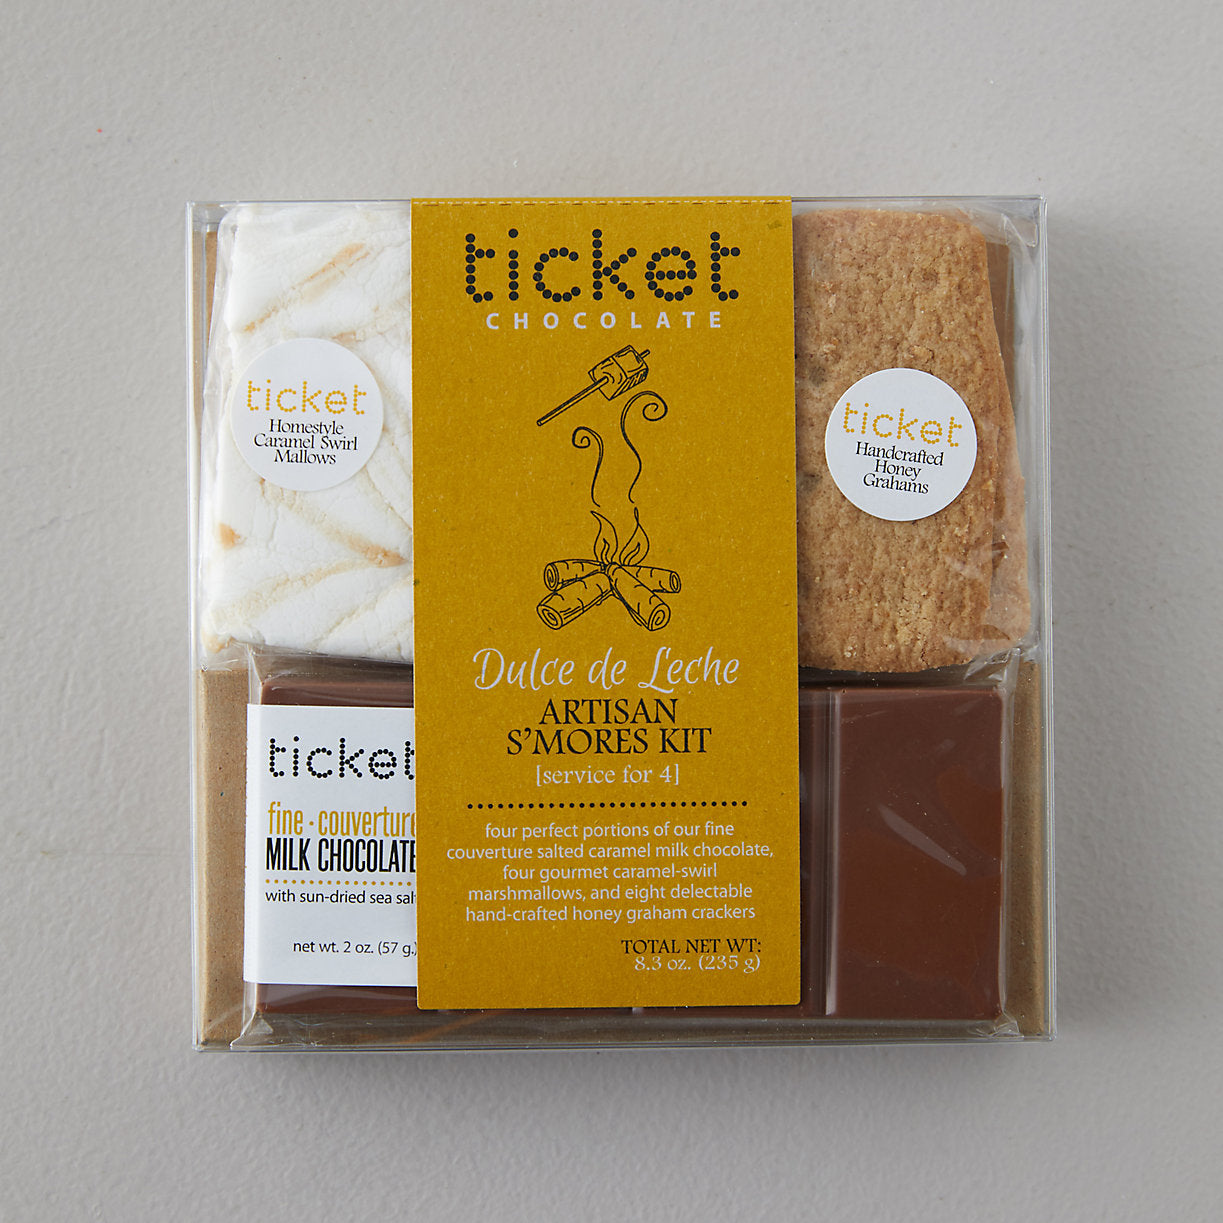 ticket
CHOCOLATE
ticket
Homestyle
Caramel Swirl
Mallows
ticket
Handcrafted
Honey
Grahams
Dulce de Leche
ARTISAN
S'MORES KIT
[service for 4]
four perfect portions of our fine
couverture salted caramel milk chocolate,
four gourmet caramel-swirl
marshmallows, and eight delectable
hand-crafted honey graham crackers
TOTAL NET WT:
8.3 oz. (235 g)
ticket
fine · couverture
MILK CHOCOLATE
with sun-dried sea salt
net wt. 2 oz. (57 g.)